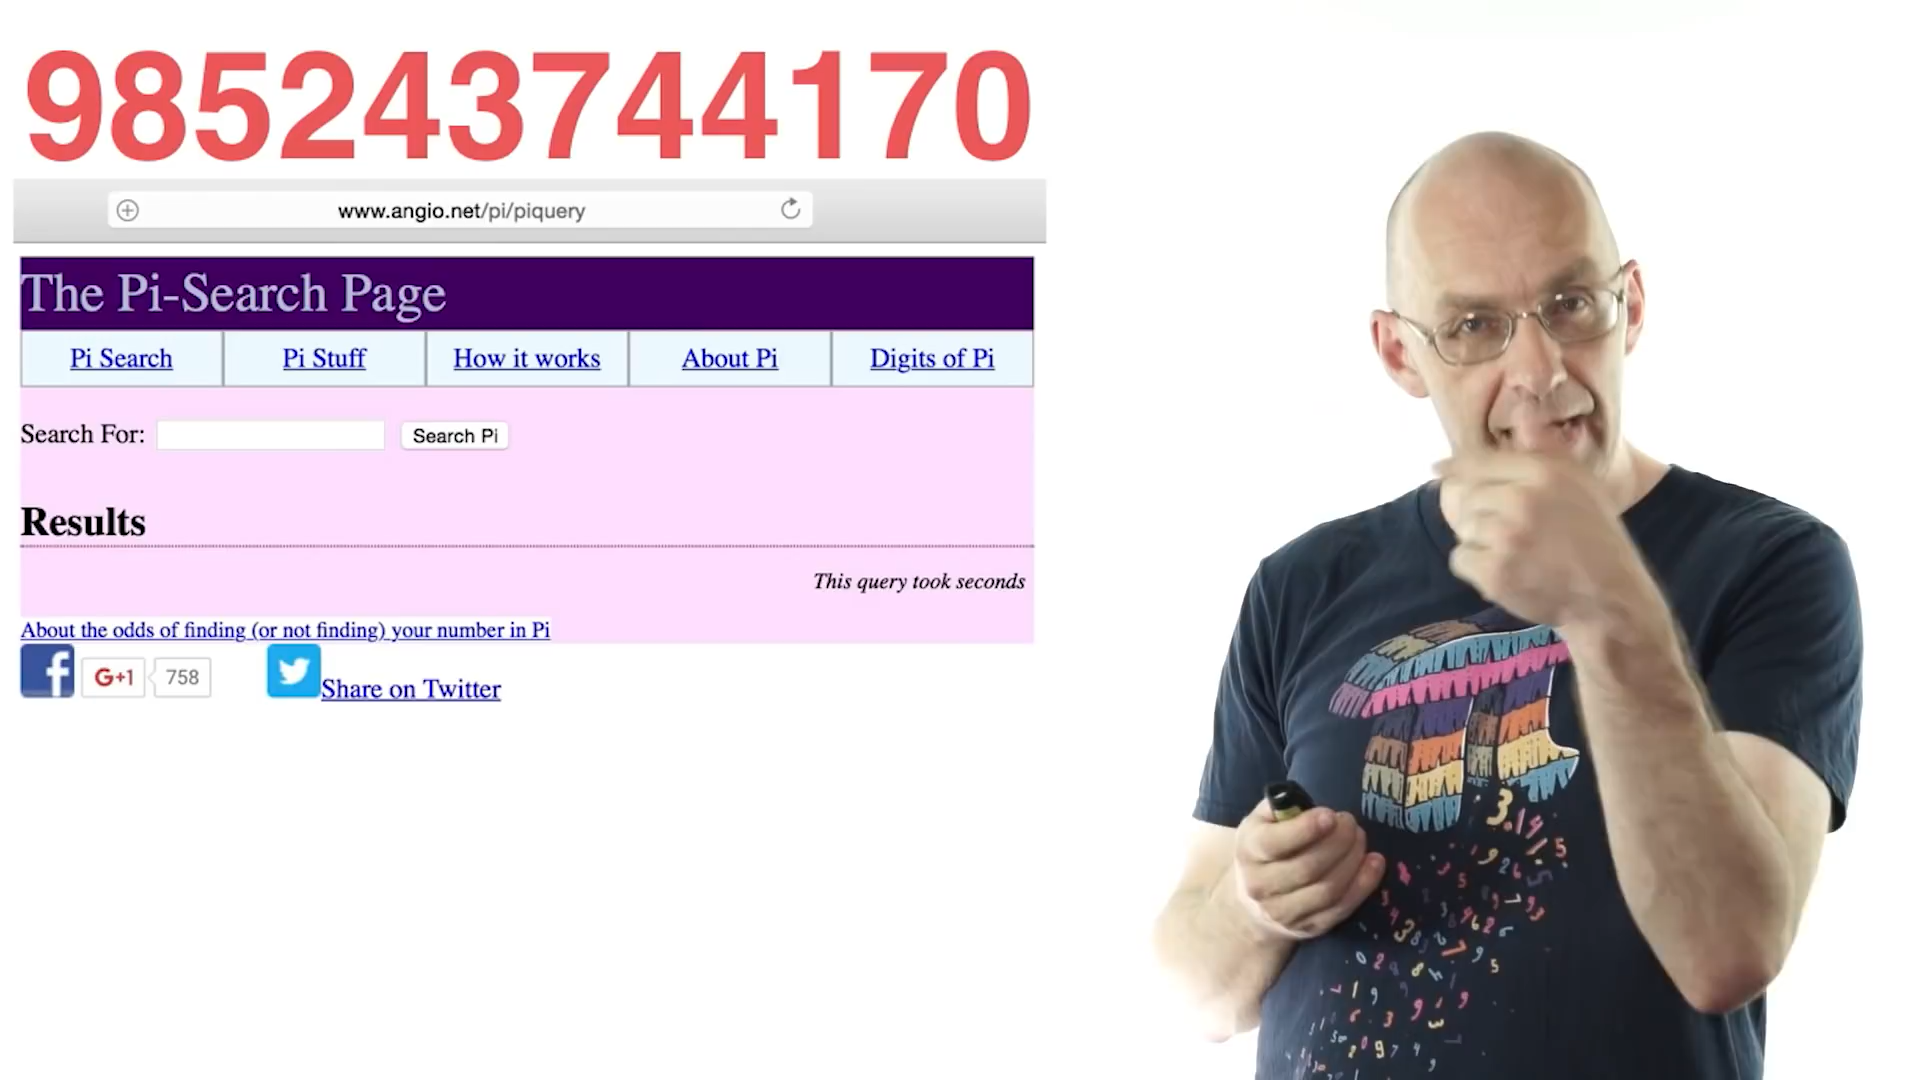 985243744170
www.angio.net/pi/piquery
The Pi-Search Page
Pi Search
Pi Stuff
How it works
About Pi
Digits of Pi
Search For:
Search Pi
Results
This query took seconds
About the odds of finding (or not finding) your number in Pi
f
G+1
758
Share on Twitter
3.14